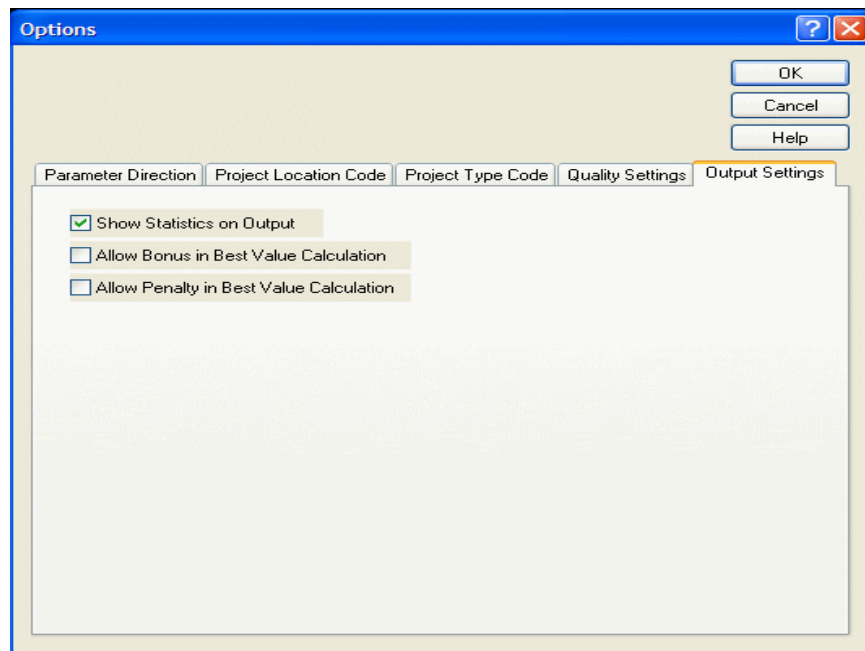 Options
OK
Cancel
Help
Parameter Direction Project Location Code Project Type Code Quality Settings Output Settings
Show Statistics on Output
Allow Bonus in Best Value Calculation
Allow Penalty in Best Value Calculation